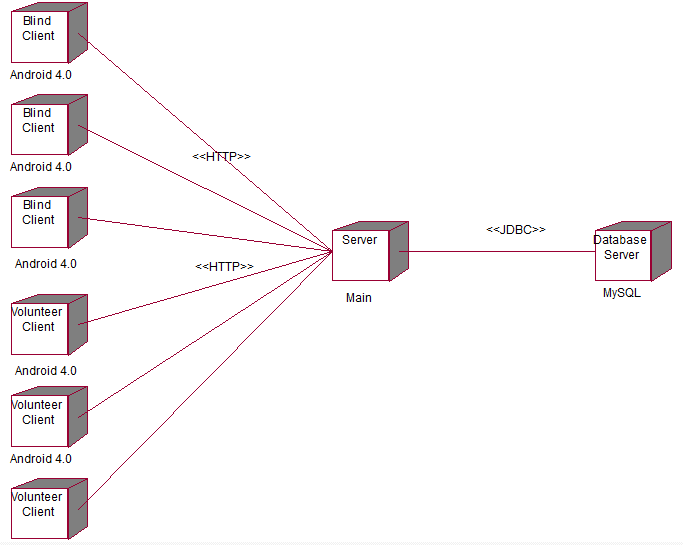 Blind
Client
Android 4.0
Blind
Client
Android 4.0
<<HTTP>>
Blind
Client
Android 4.0
<<HTTP>>
Server
Main
<<JDBC>>
Database
Server
MySQL
Volunteer
Client
Android 4.0
Volunteer
Client
Android 4.0
Volunteer
Client